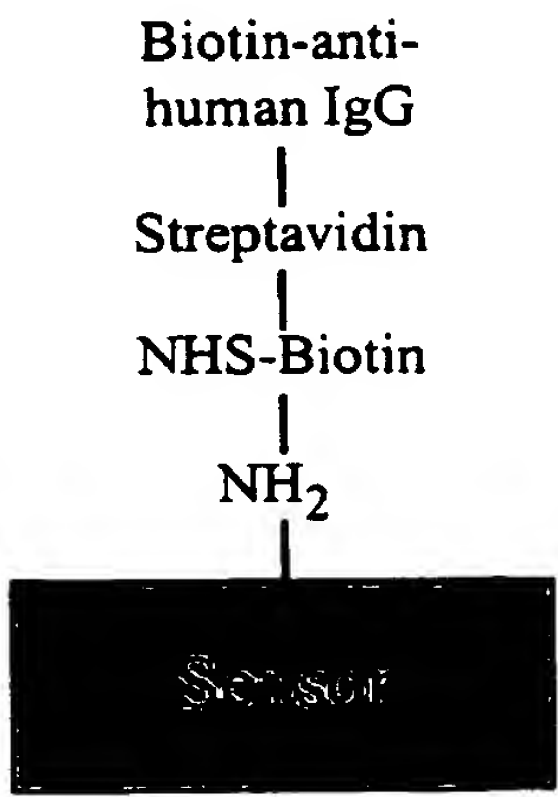 Biotin-anti-
human IgG
Streptavidin
NHS-Biotin
NH₂
Sensor